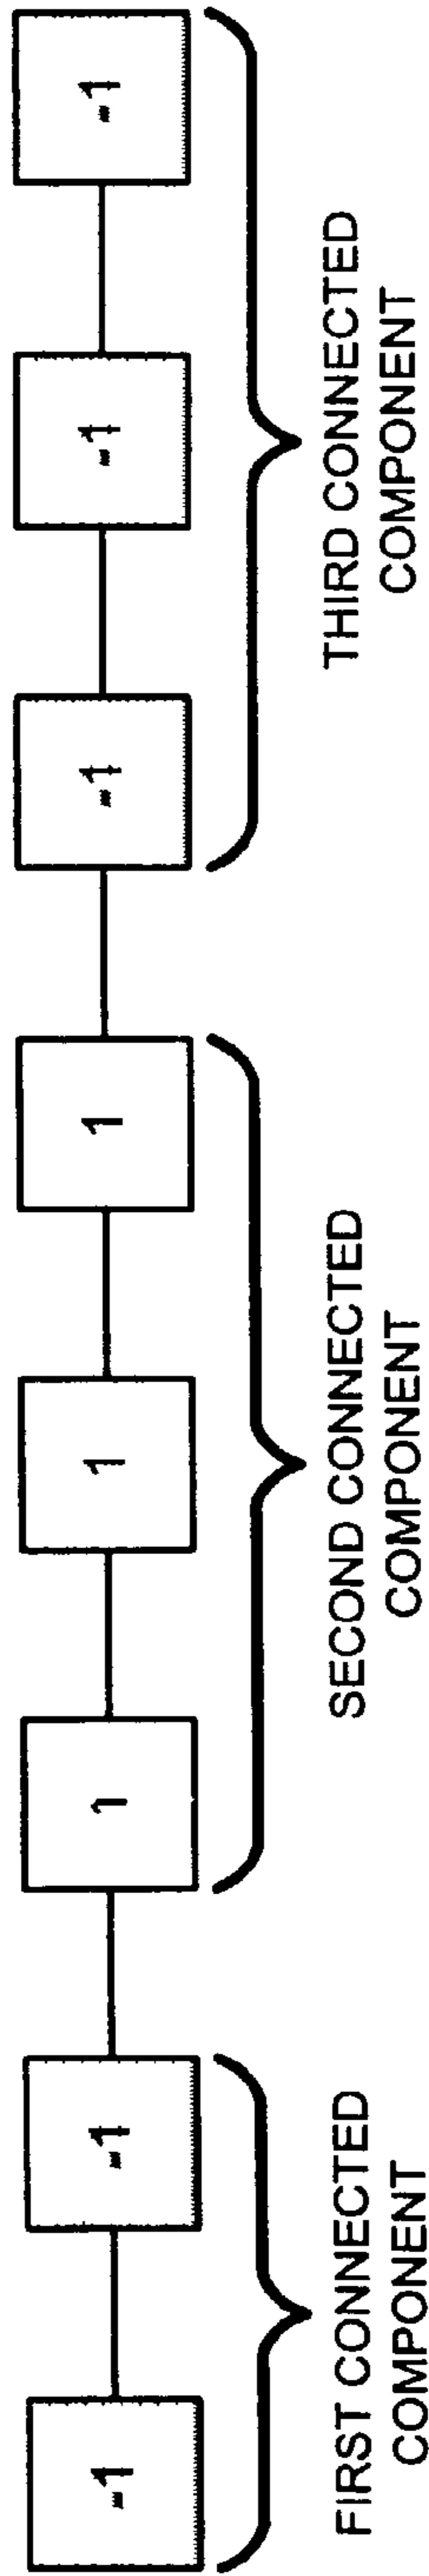 -1 -1 1 1 1 -1 -1 -1
FIRST CONNECTED
COMPONENT
SECOND CONNECTED
COMPONENT
THIRD CONNECTED
COMPONENT